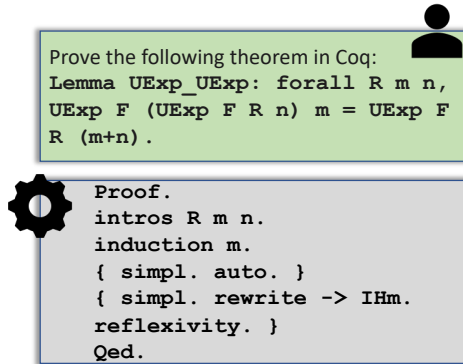 Prove the following theorem in Coq:
Lemma UExp_UExp: forall R m n,
UExp F (UExp F R n) m = UExp F
R (m+n).
Proof.
intros R m n.
induction m.
{ simpl. auto. }
{ simpl. rewrite -> IHm.
reflexivity. }
Qed.